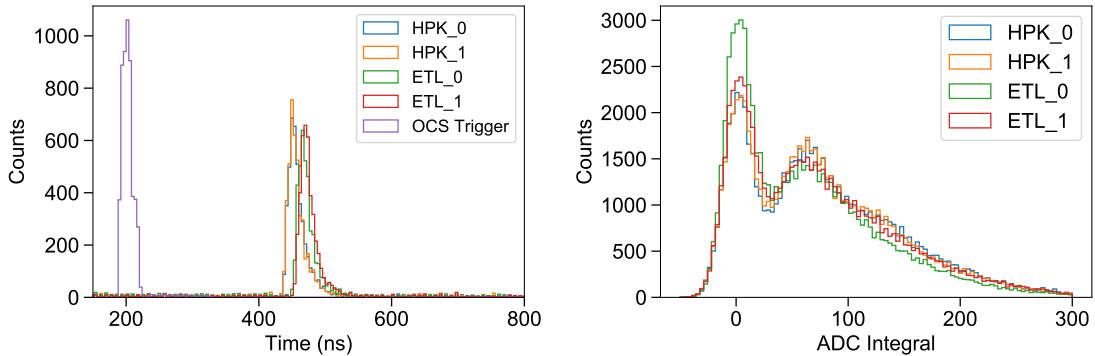 1000
800
600
400
200
0
Counts
200
400
600
800
Time (ns)
HPK_0
HPK_1
ETL_0
ETL_1
OCS Trigger
3000
2500
2000
1500
1000
500
0
Counts
0
100
200
300
ADC Integral
HPK_0
HPK_1
ETL_0
ETL_1